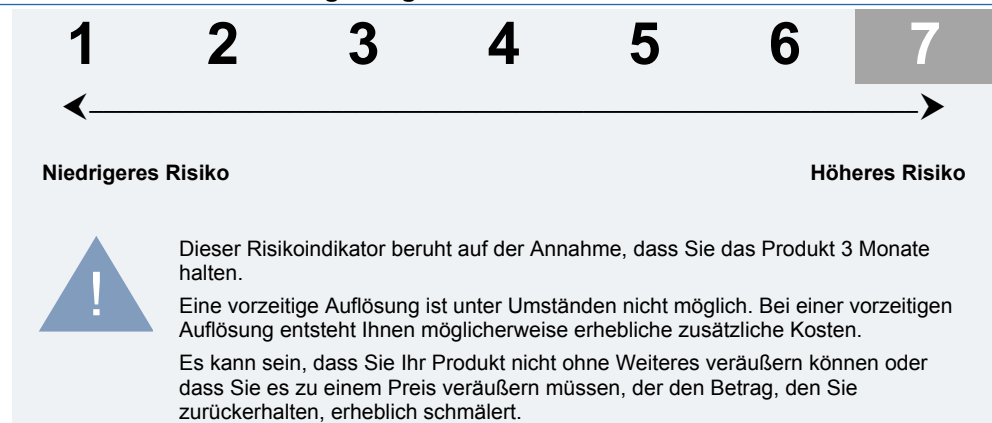 1 2 3 4 5 6 7
Niedrigeres Risiko Höheres Risiko
!
Dieser Risikoindikator beruht auf der Annahme, dass Sie das Produkt 3 Monate
halten.
Eine vorzeitige Auflösung ist unter Umständen nicht möglich. Bei einer vorzeitigen
Auflösung entsteht Ihnen möglicherweise erhebliche zusätzliche Kosten.
Es kann sein, dass Sie Ihr Produkt nicht ohne Weiteres veräußern können oder
dass Sie es zu einem Preis veräußern müssen, der den Betrag, den Sie
zurückerhalten, erheblich schmälert.